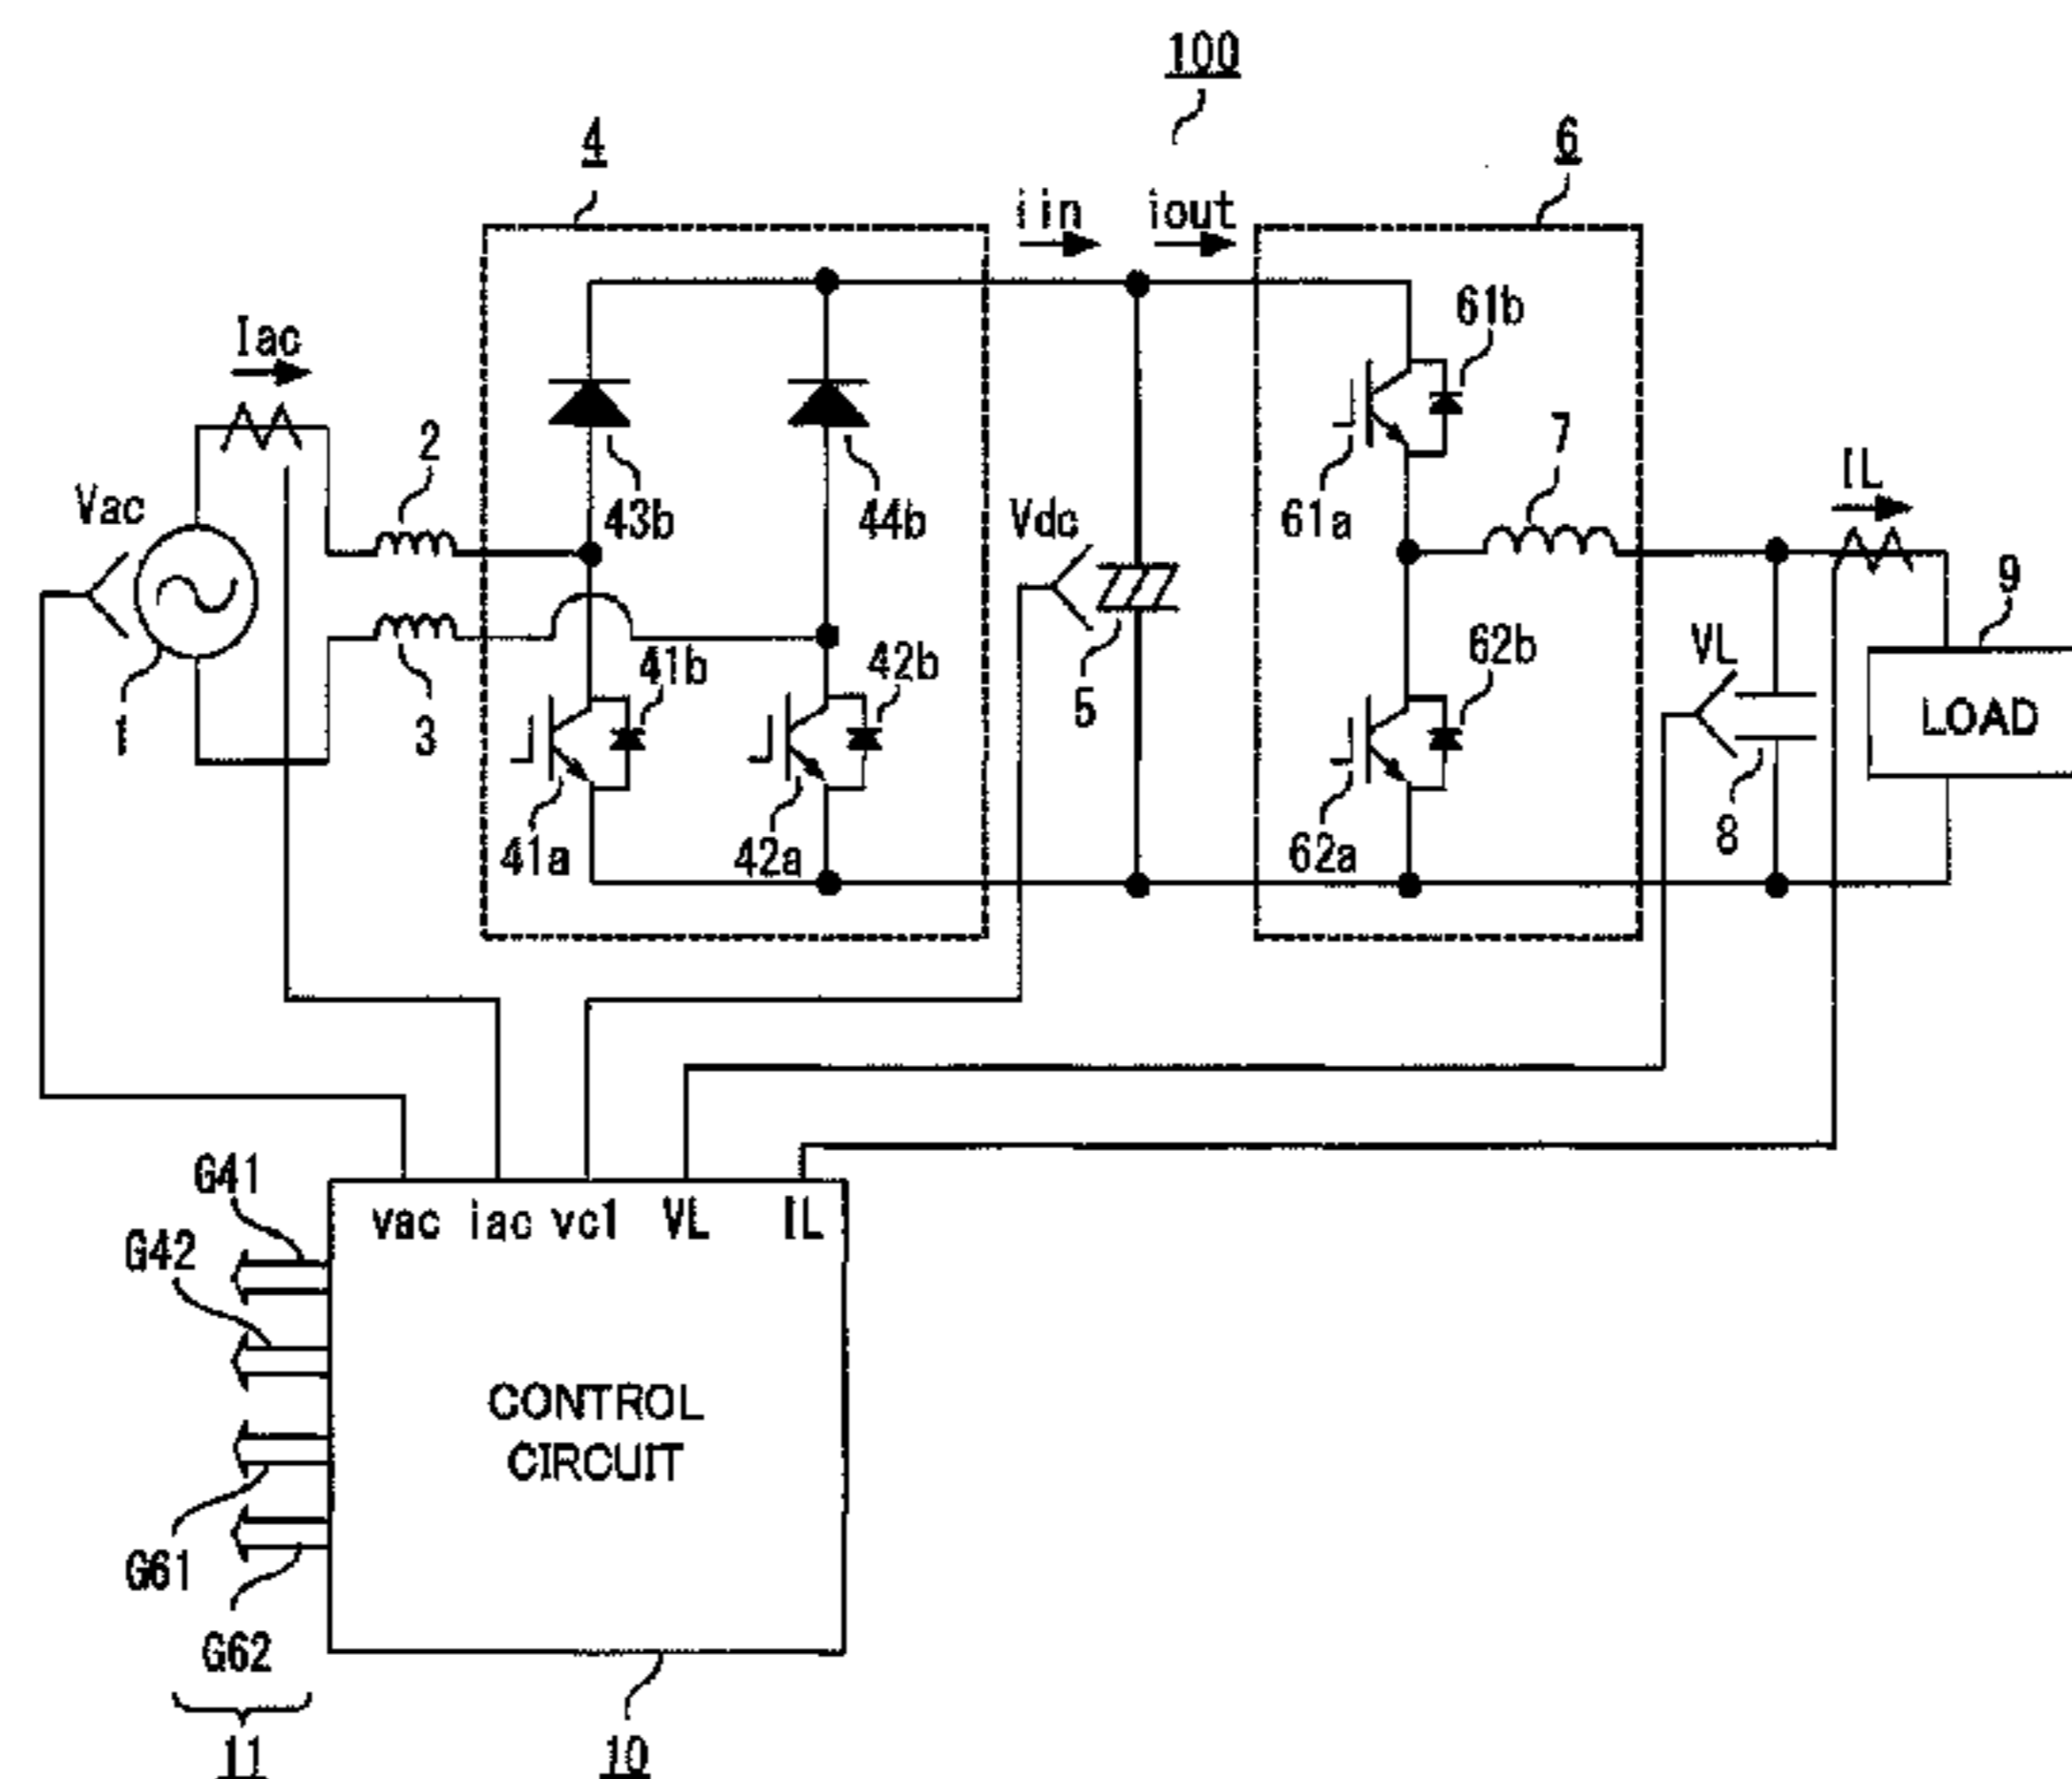 100
4
6
iin
iout
61b
Iac
2
7
IL
Vac
43b
44b
Vdc
61a
9
41b
42b
62b
VL
LOAD
1
3
5
41a
42a
62a
8
G41
vac iac vc1 VL IL
G42
CONTROL
CIRCUIT
G61
G62
11
10